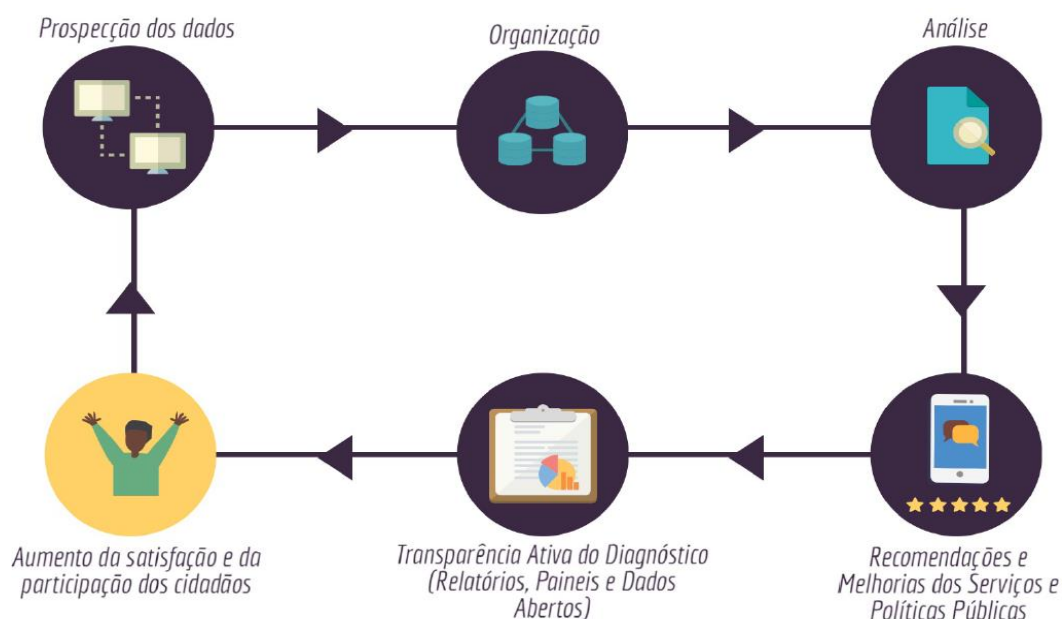 Prospecção dos dados
Organização
Análise
Aumento da satisfação e da
participação dos cidadãos
Transparência Ativa do Diagnóstico
(Relatórios, Paineis e Dados
Abertos)
Recomendações e
Melhorias dos Serviços e
Políticas Públicas